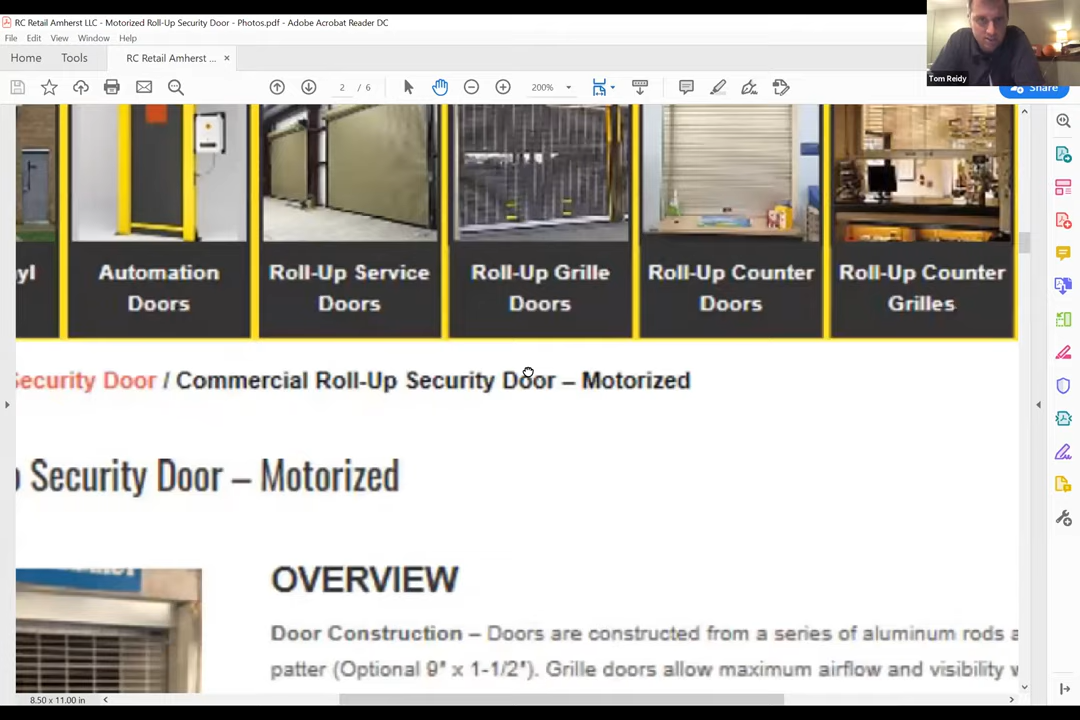 RC Retail Amherst LLC - Motorized Roll-Up Security Door - Photos.pdf - Adobe Acrobat Reader DC
File Edit View Window Help
Home Tools RC Retail Amherst ... ×
2 / 6 200% Share
Tom Reidy
yl Automation Doors
Roll-Up Service Doors
Roll-Up Grille Doors
Roll-Up Counter Doors
Roll-Up Counter Grilles
Security Door / Commercial Roll-Up Security Door – Motorized
Security Door – Motorized
OVERVIEW
Door Construction – Doors are constructed from a series of aluminum rods a
patter (Optional 9" x 1-1/2"). Grille doors allow maximum airflow and visibility
8.50 x 11.00 in